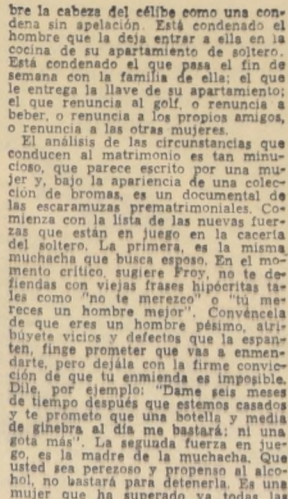 bre la cabeza del célibe como una con-
dena sin apelación. Está condenado el
hombre que la deja entrar a ella en la
cocina de su apartamento de soltero.
Está condenado el que pasa el fin de
semana con la familia de ella; el que
le entrega la llave de su apartamento;
el que renuncia al golf, o renuncia a
beber, o renuncia a los propios amigos,
o renuncia a las otras mujeres.
El análisis de las circunstancias que
conducen al matrimonio es tan minu-
cioso, que parece escrito por una mu-
jer y, bajo la apariencia de una colec-
ción de bromas, es un documental de
las escaramuzas prematrimoniales. Co-
mienza con la lista de las nuevas fuer-
zas que están en juego en la cacería
del soltero. La primera, es la misma
muchacha que busca esposo. En el mo-
mento crítico, sugiere Froy, no te de-
fiendas con viejas frases hipócritas ta-
les como "no te merezco" o "tú me-
reces un hombre mejor". Convéncela
de que eres un hombre pésimo, atri-
búyete vicios y defectos que la espan-
ten, finge prometer que vas a enmen-
darte, pero dejála con la firme convic-
ción de que tu enmienda es imposible.
Dile, por ejemplo: "Dame seis meses
de tiempo después que estemos casados
y te prometo que una botella y media
de ginebra al día me bastará; ni una
gota más". La segunda fuerza en jue-
go, es la madre de la muchacha. Que
usted sea perezoso y propenso al alco-
hol, no bastará para detenerla. Es una
mujer que ha superado todas las